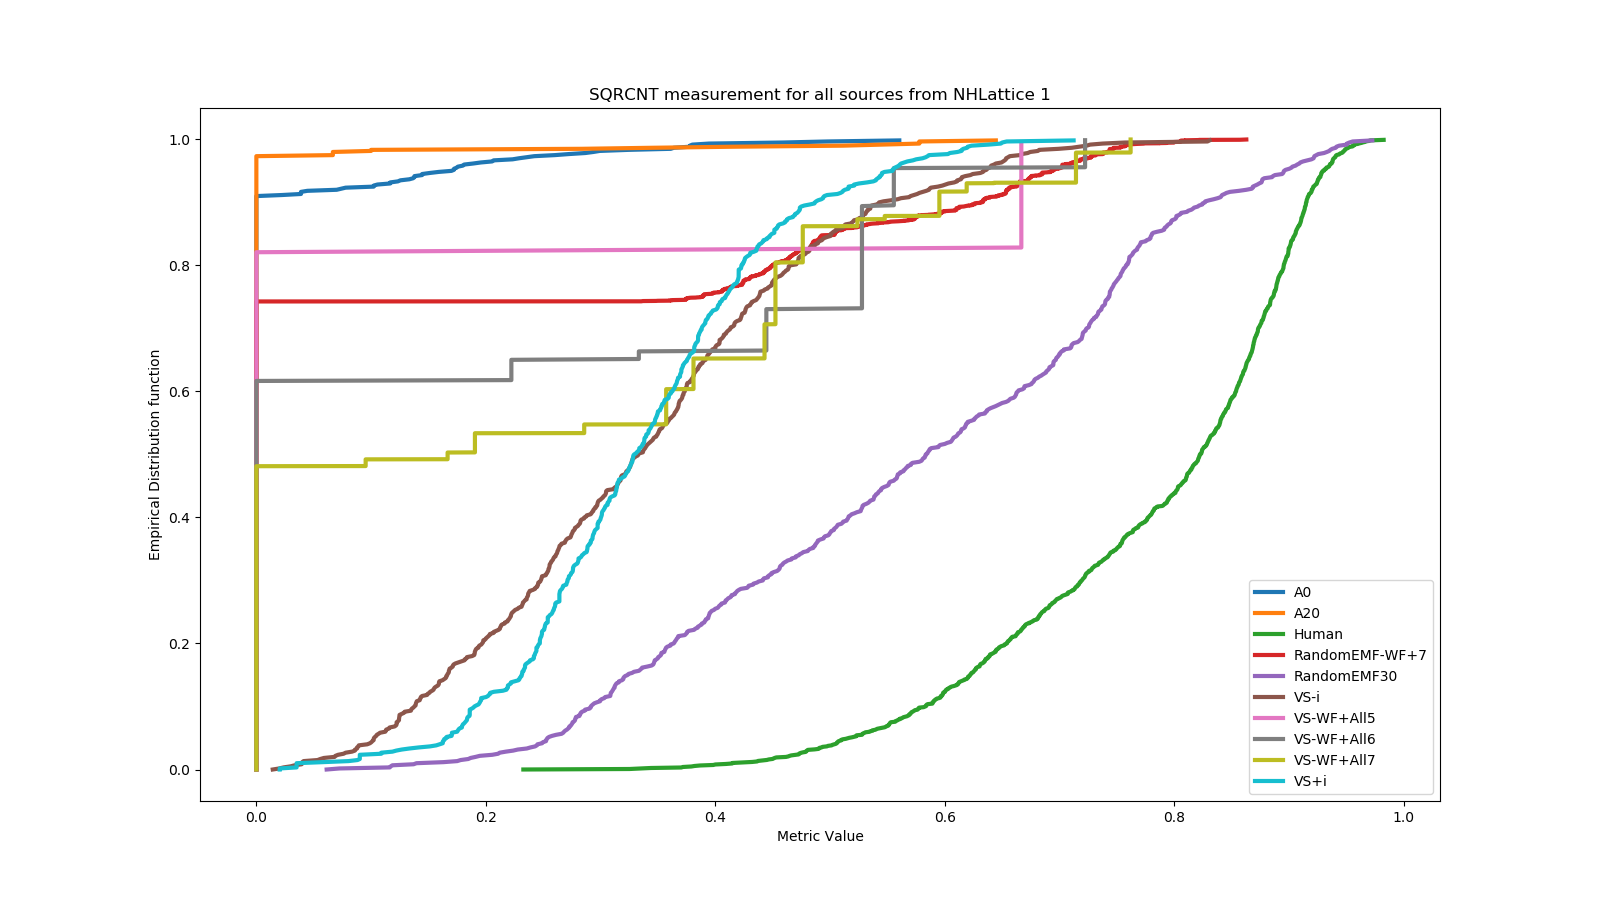 SQRCNT measurement for all sources from NHLattice 1
Empirical Distribution function
1.0
0.8
0.6
0.4
0.2
0.0
0.0 0.2 0.4 0.6 0.8 1.0
Metric Value
A0
A20
Human
RandomEMF-WF+7
RandomEMF30
VS-i
VS-WF+All5
VS-WF+All6
VS-WF+All7
VS+i